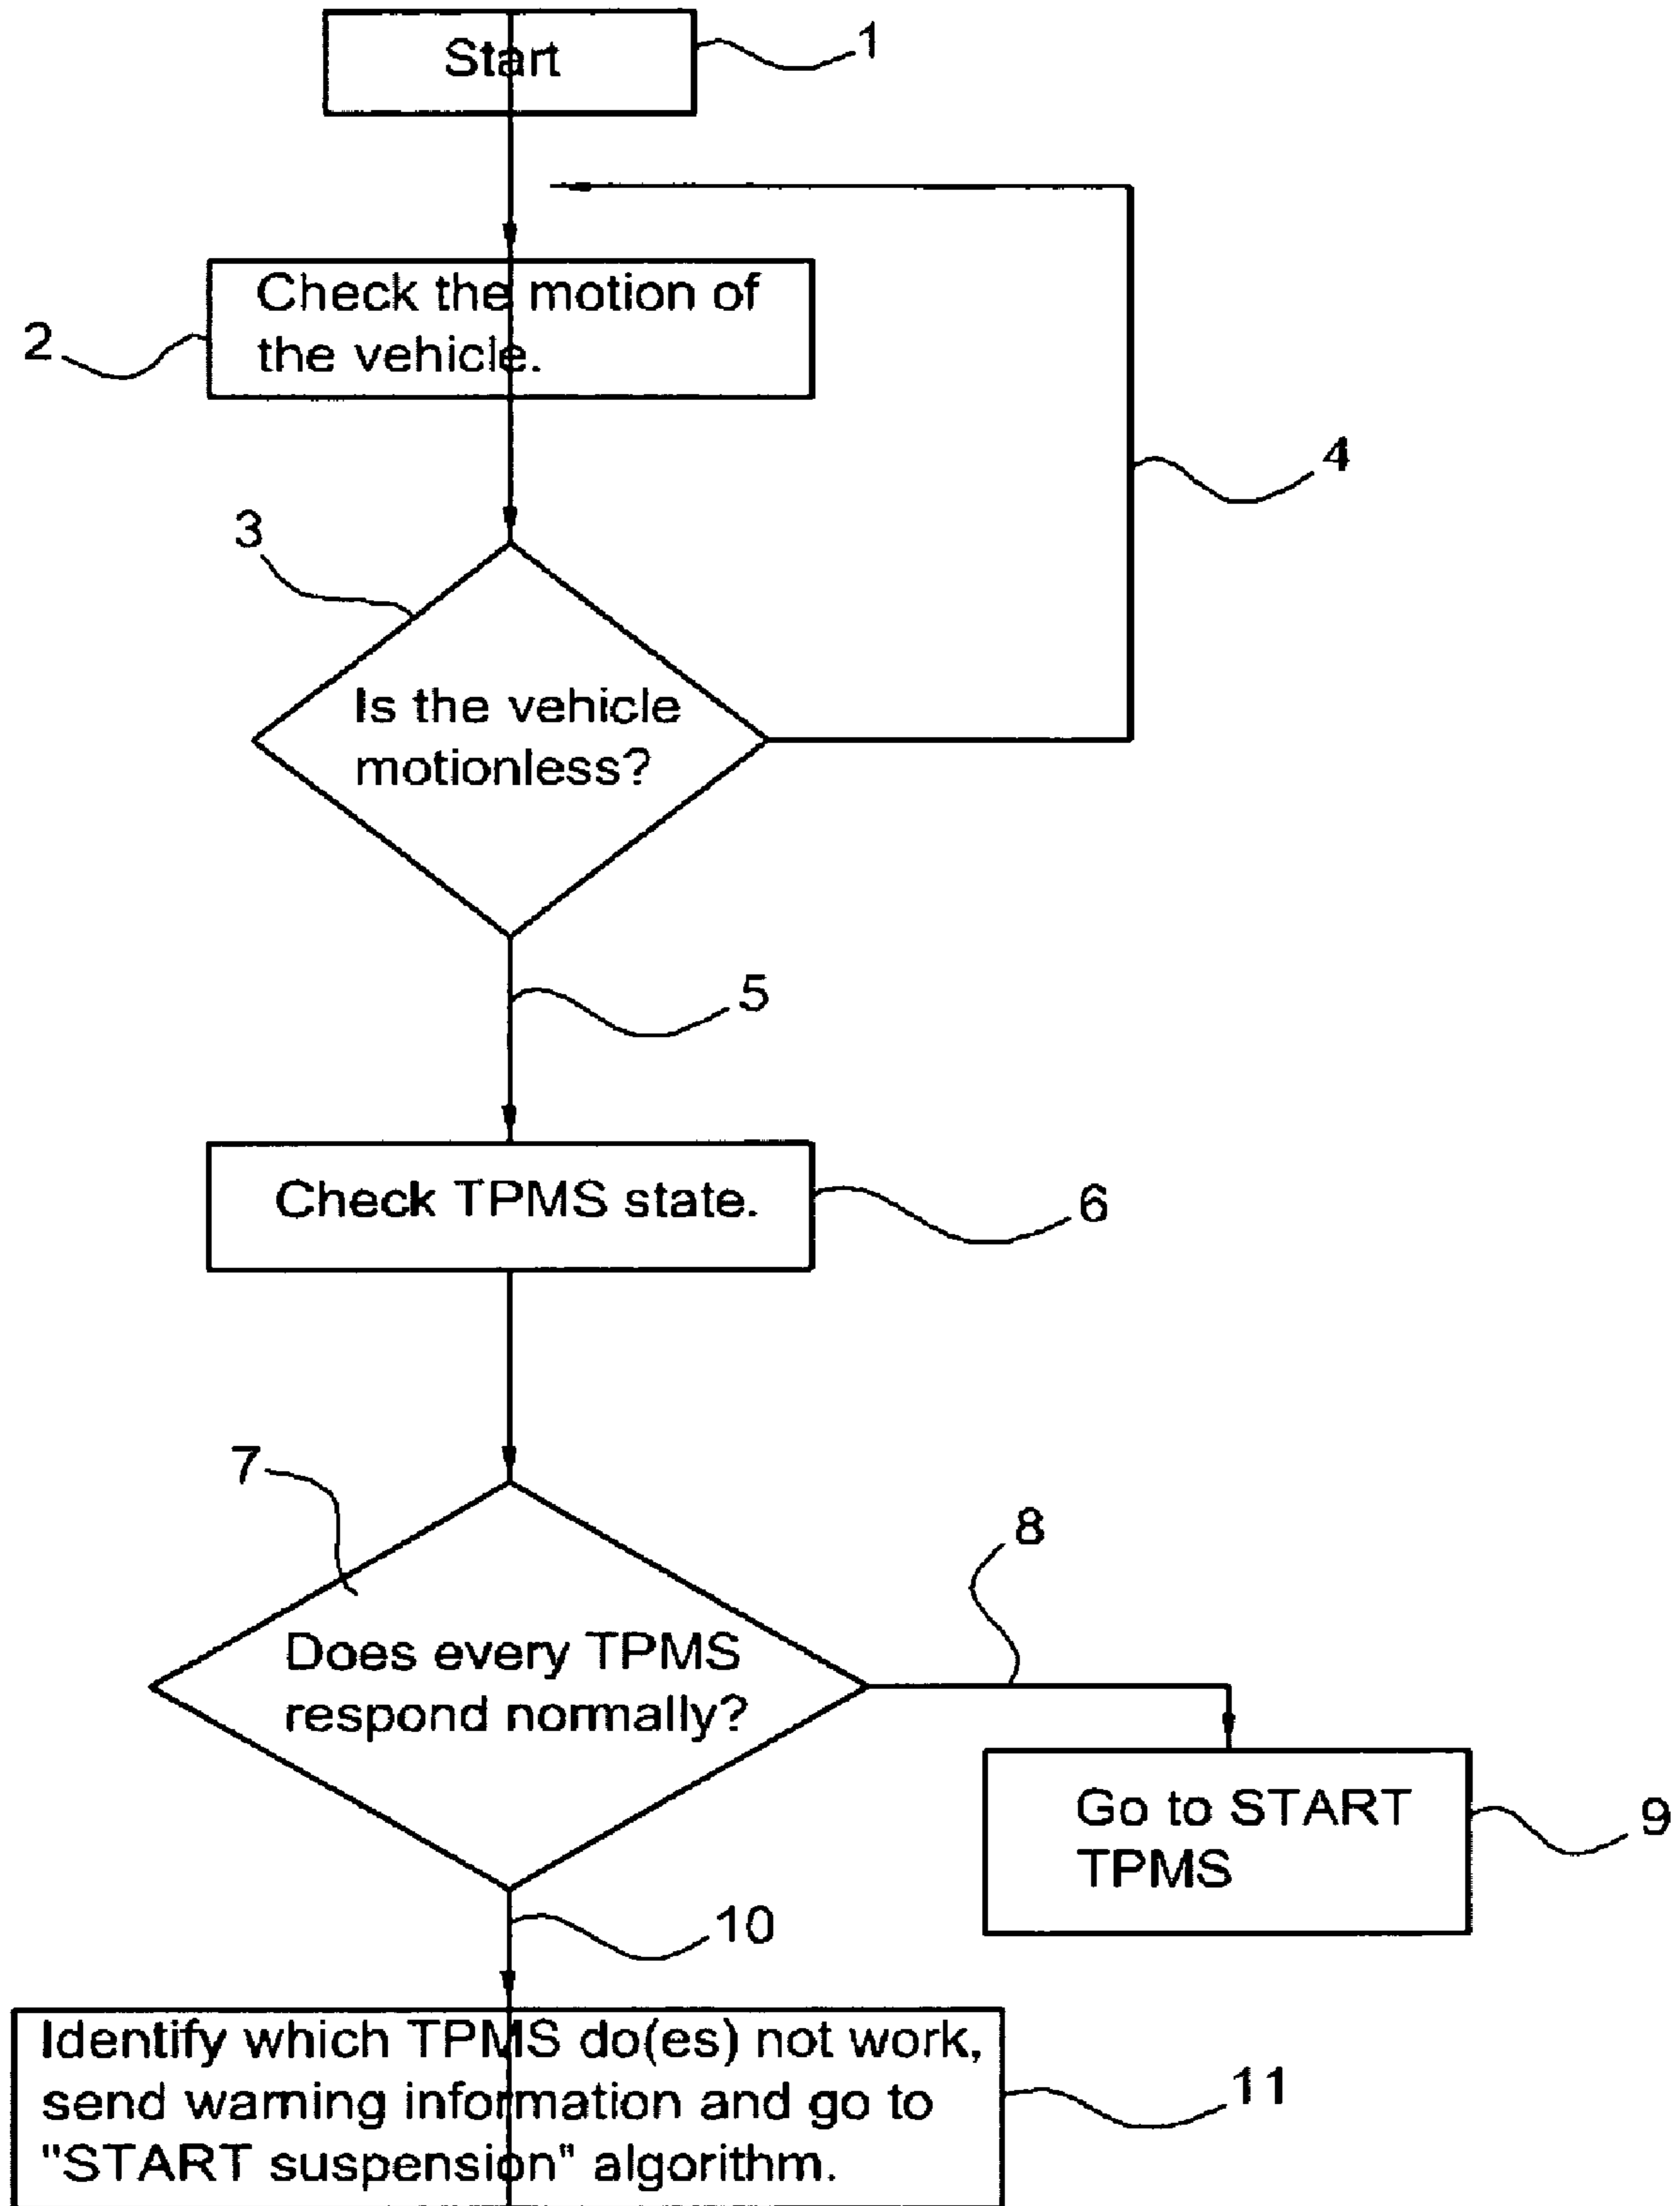 Start
1
Check the motion of
the vehicle.
2
4
3
Is the vehicle
motionless?
5
Check TPMS state.
6
7
8
Does every TPMS
respond normally?
Go to START
TPMS
9
10
Identify which TPMS do(es) not work,
send warning information and go to
"START suspension" algorithm.
11